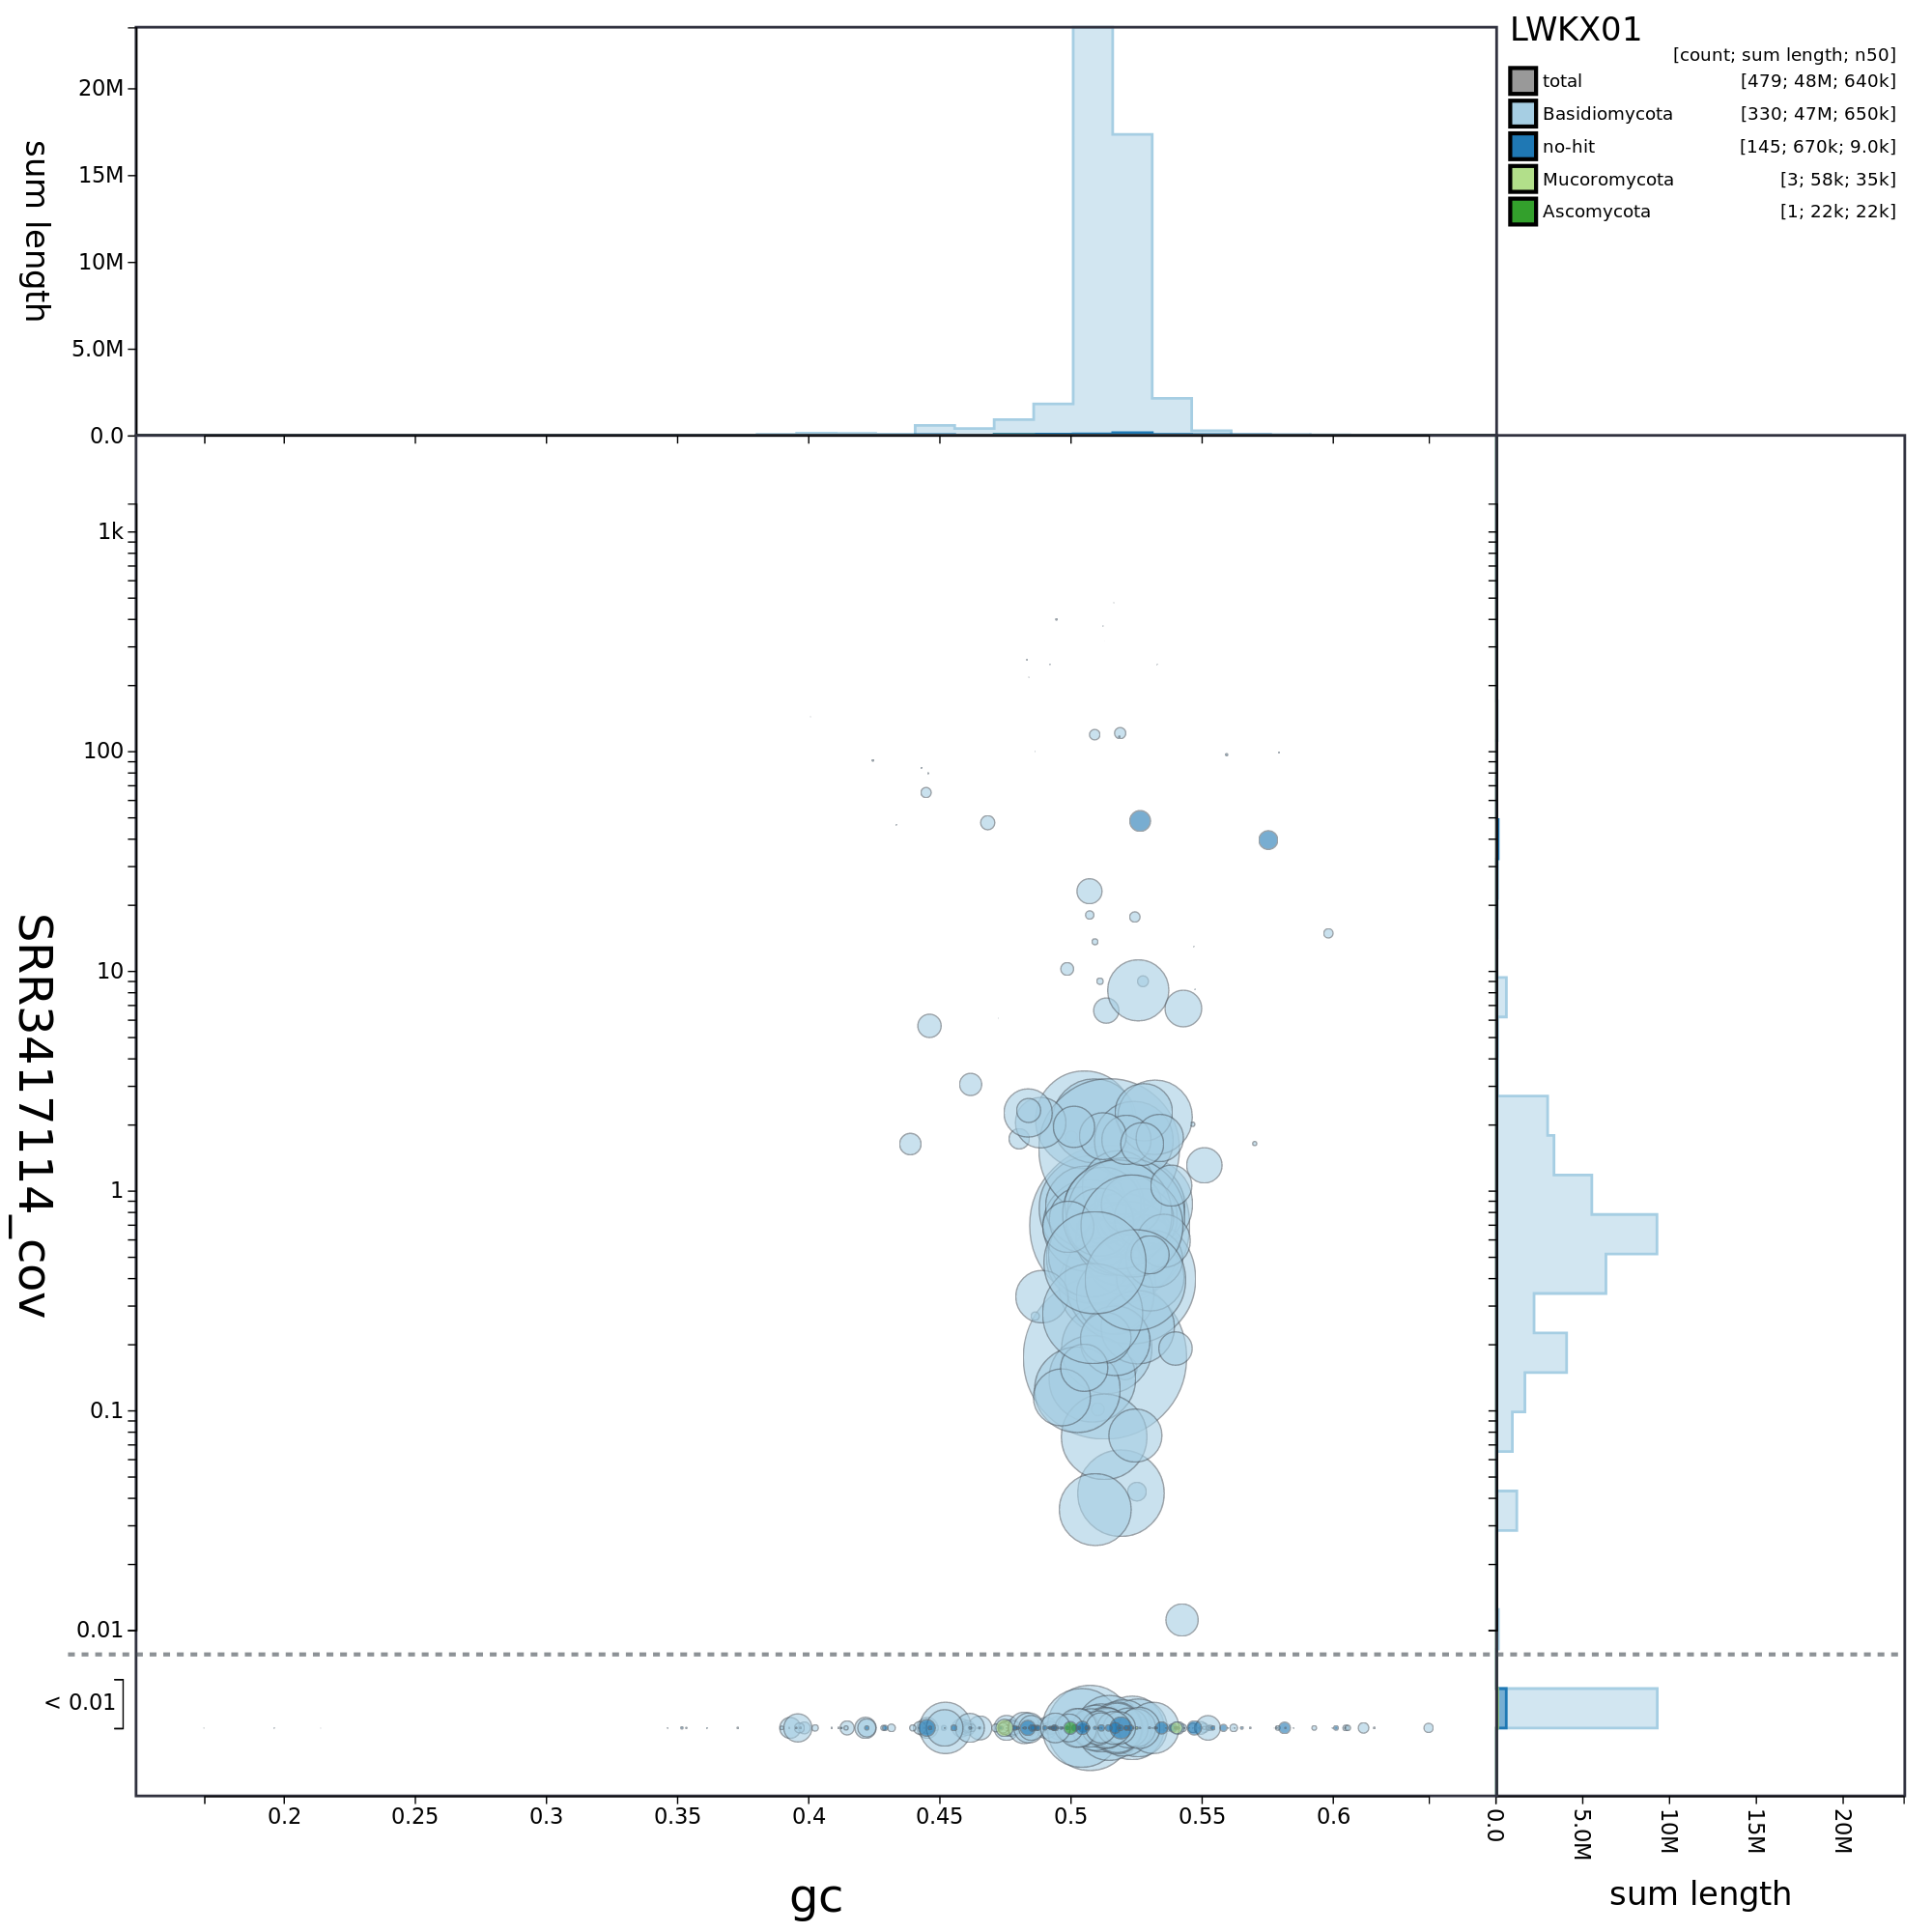 LWKX01
[count; sum length; n50]
total [479; 48M; 640k]
Basidiomycota [330; 47M; 650k]
no-hit [145; 670k; 9.0k]
Mucoromycota [3; 58k; 35k]
Ascomycota [1; 22k; 22k]
sum length
20M
15M
10M
5.0M
0.0
SRR3417114_cov
1k
100
10
1
0.1
0.01
< 0.01
0.2 0.25 0.3 0.35 0.4 0.45 0.5 0.55 0.6
gc
0.0 5.0M 10M 15M 20M
sum length